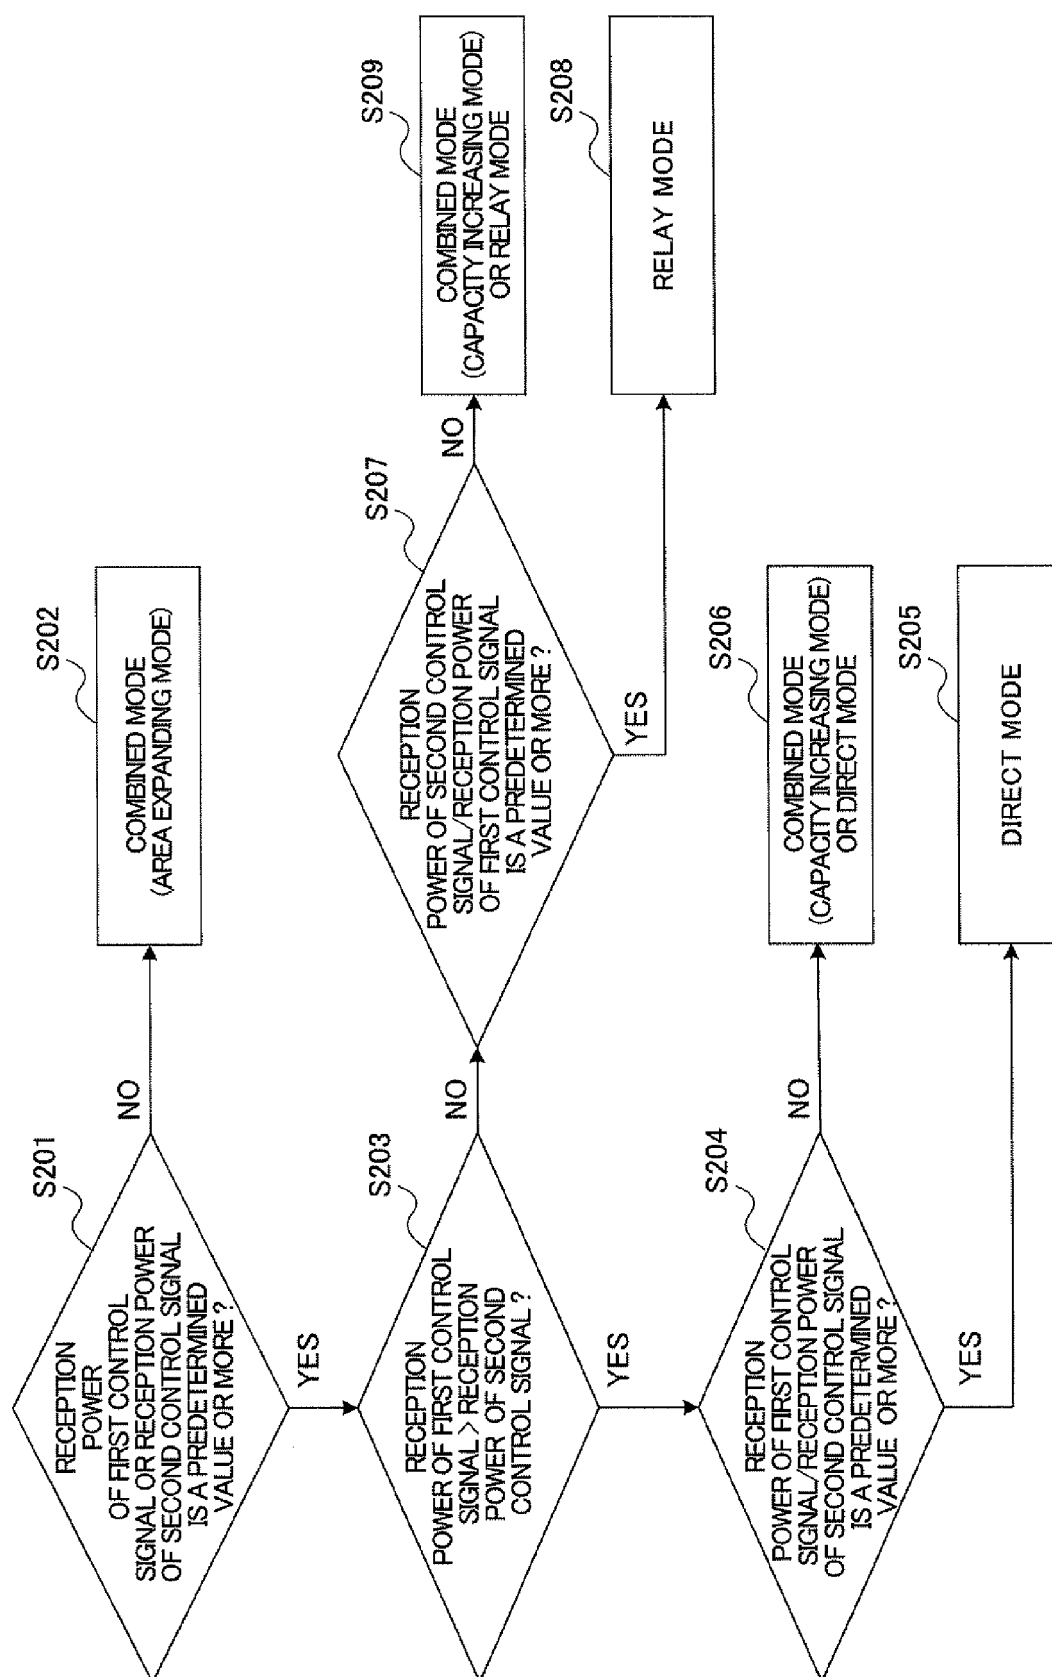 S201
RECEPTION
POWER
OF FIRST CONTROL
SIGNAL OR RECEPTION POWER
OF SECOND CONTROL SIGNAL
IS A PREDETERMINED
VALUE OR MORE ?
NO
YES
S202
COMBINED MODE
(AREA EXPANDING MODE)
S203
RECEPTION
POWER OF FIRST CONTROL
SIGNAL > RECEPTION
POWER OF SECOND
CONTROL SIGNAL ?
NO
YES
S207
RECEPTION
POWER OF SECOND CONTROL
SIGNAL/RECEPTION POWER
OF FIRST CONTROL SIGNAL
IS A PREDETERMINED
VALUE OR MORE ?
NO
YES
S209
COMBINED MODE
(CAPACITY INCREASING MODE)
OR RELAY MODE
S208
RELAY MODE
S204
RECEPTION
POWER OF FIRST CONTROL
SIGNAL/RECEPTION POWER
OF SECOND CONTROL SIGNAL
IS A PREDETERMINED
VALUE OR MORE ?
NO
YES
S206
COMBINED MODE
(CAPACITY INCREASING MODE)
OR DIRECT MODE
S205
DIRECT MODE